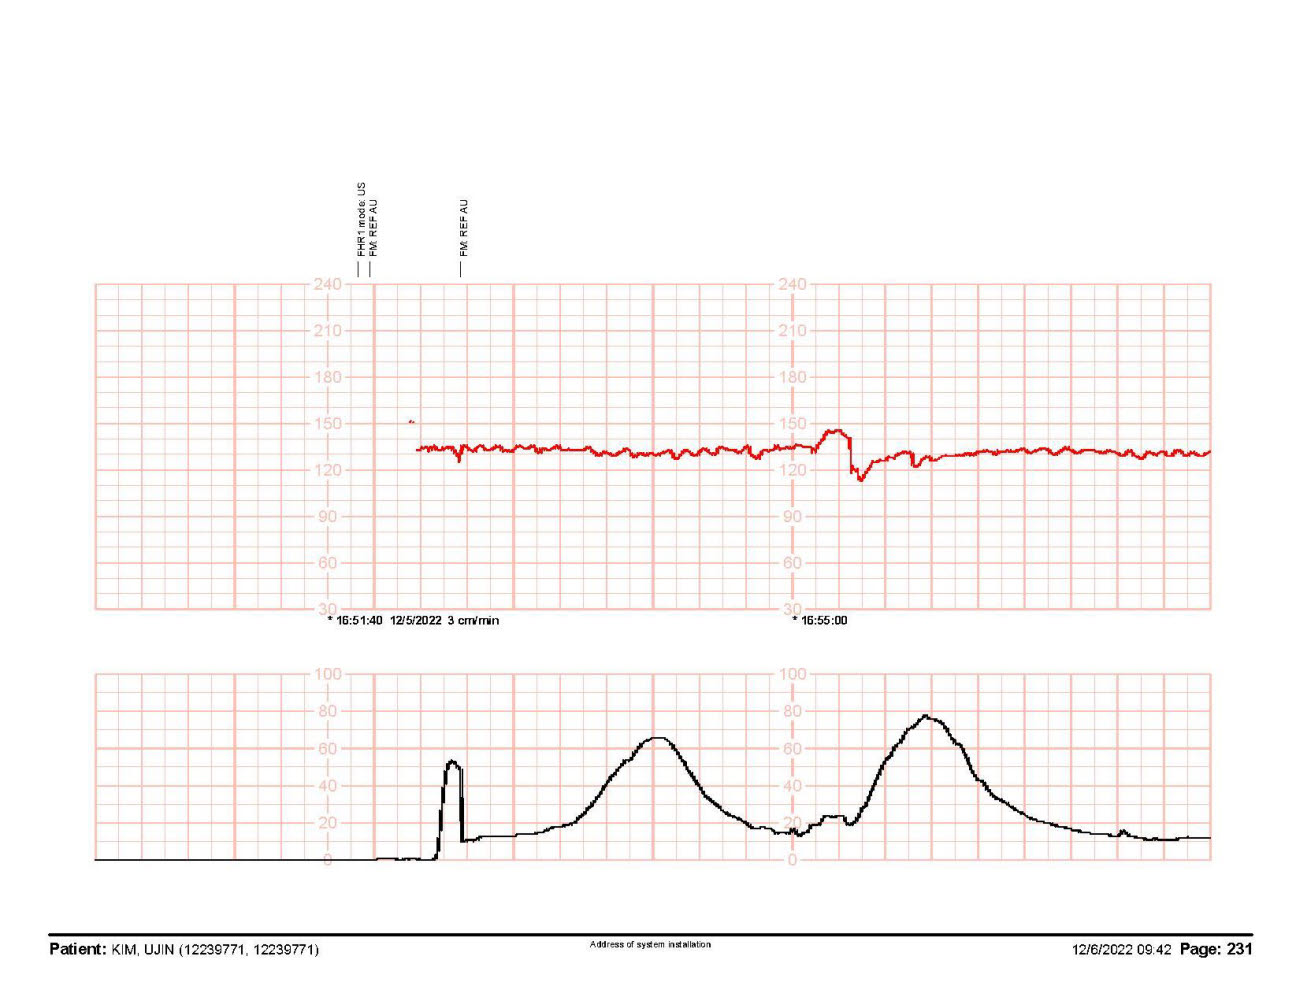 FHR1 mode: US
FM: REF AU
FM: REF AU
240 240
210 210
180 180
150 150
120 120
90 90
60 60
30 30
* 16:51:40 12/5/2022 3 cm/min * 16:55:00
100 100
80 80
60 60
40 40
20 20
0 0
Patient: KIM, UJIN (12239771, 12239771) Address of system installation 12/6/2022 09:42 Page: 231